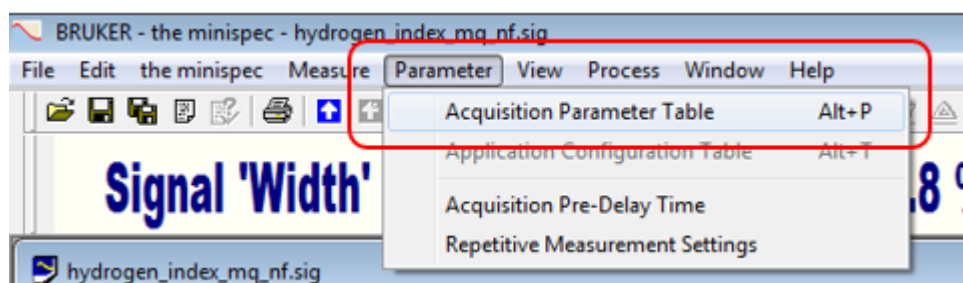 BRUKER - the minispec - hydrogen_index_mq_nf.sig
File Edit the minispec Measure Parameter View Process Window Help
Acquisition Parameter Table Alt+P
Application Configuration Table Alt+T
Signal 'Width' .8
Acquisition Pre-Delay Time
Repetitive Measurement Settings
hydrogen_index_mq_nf.sig